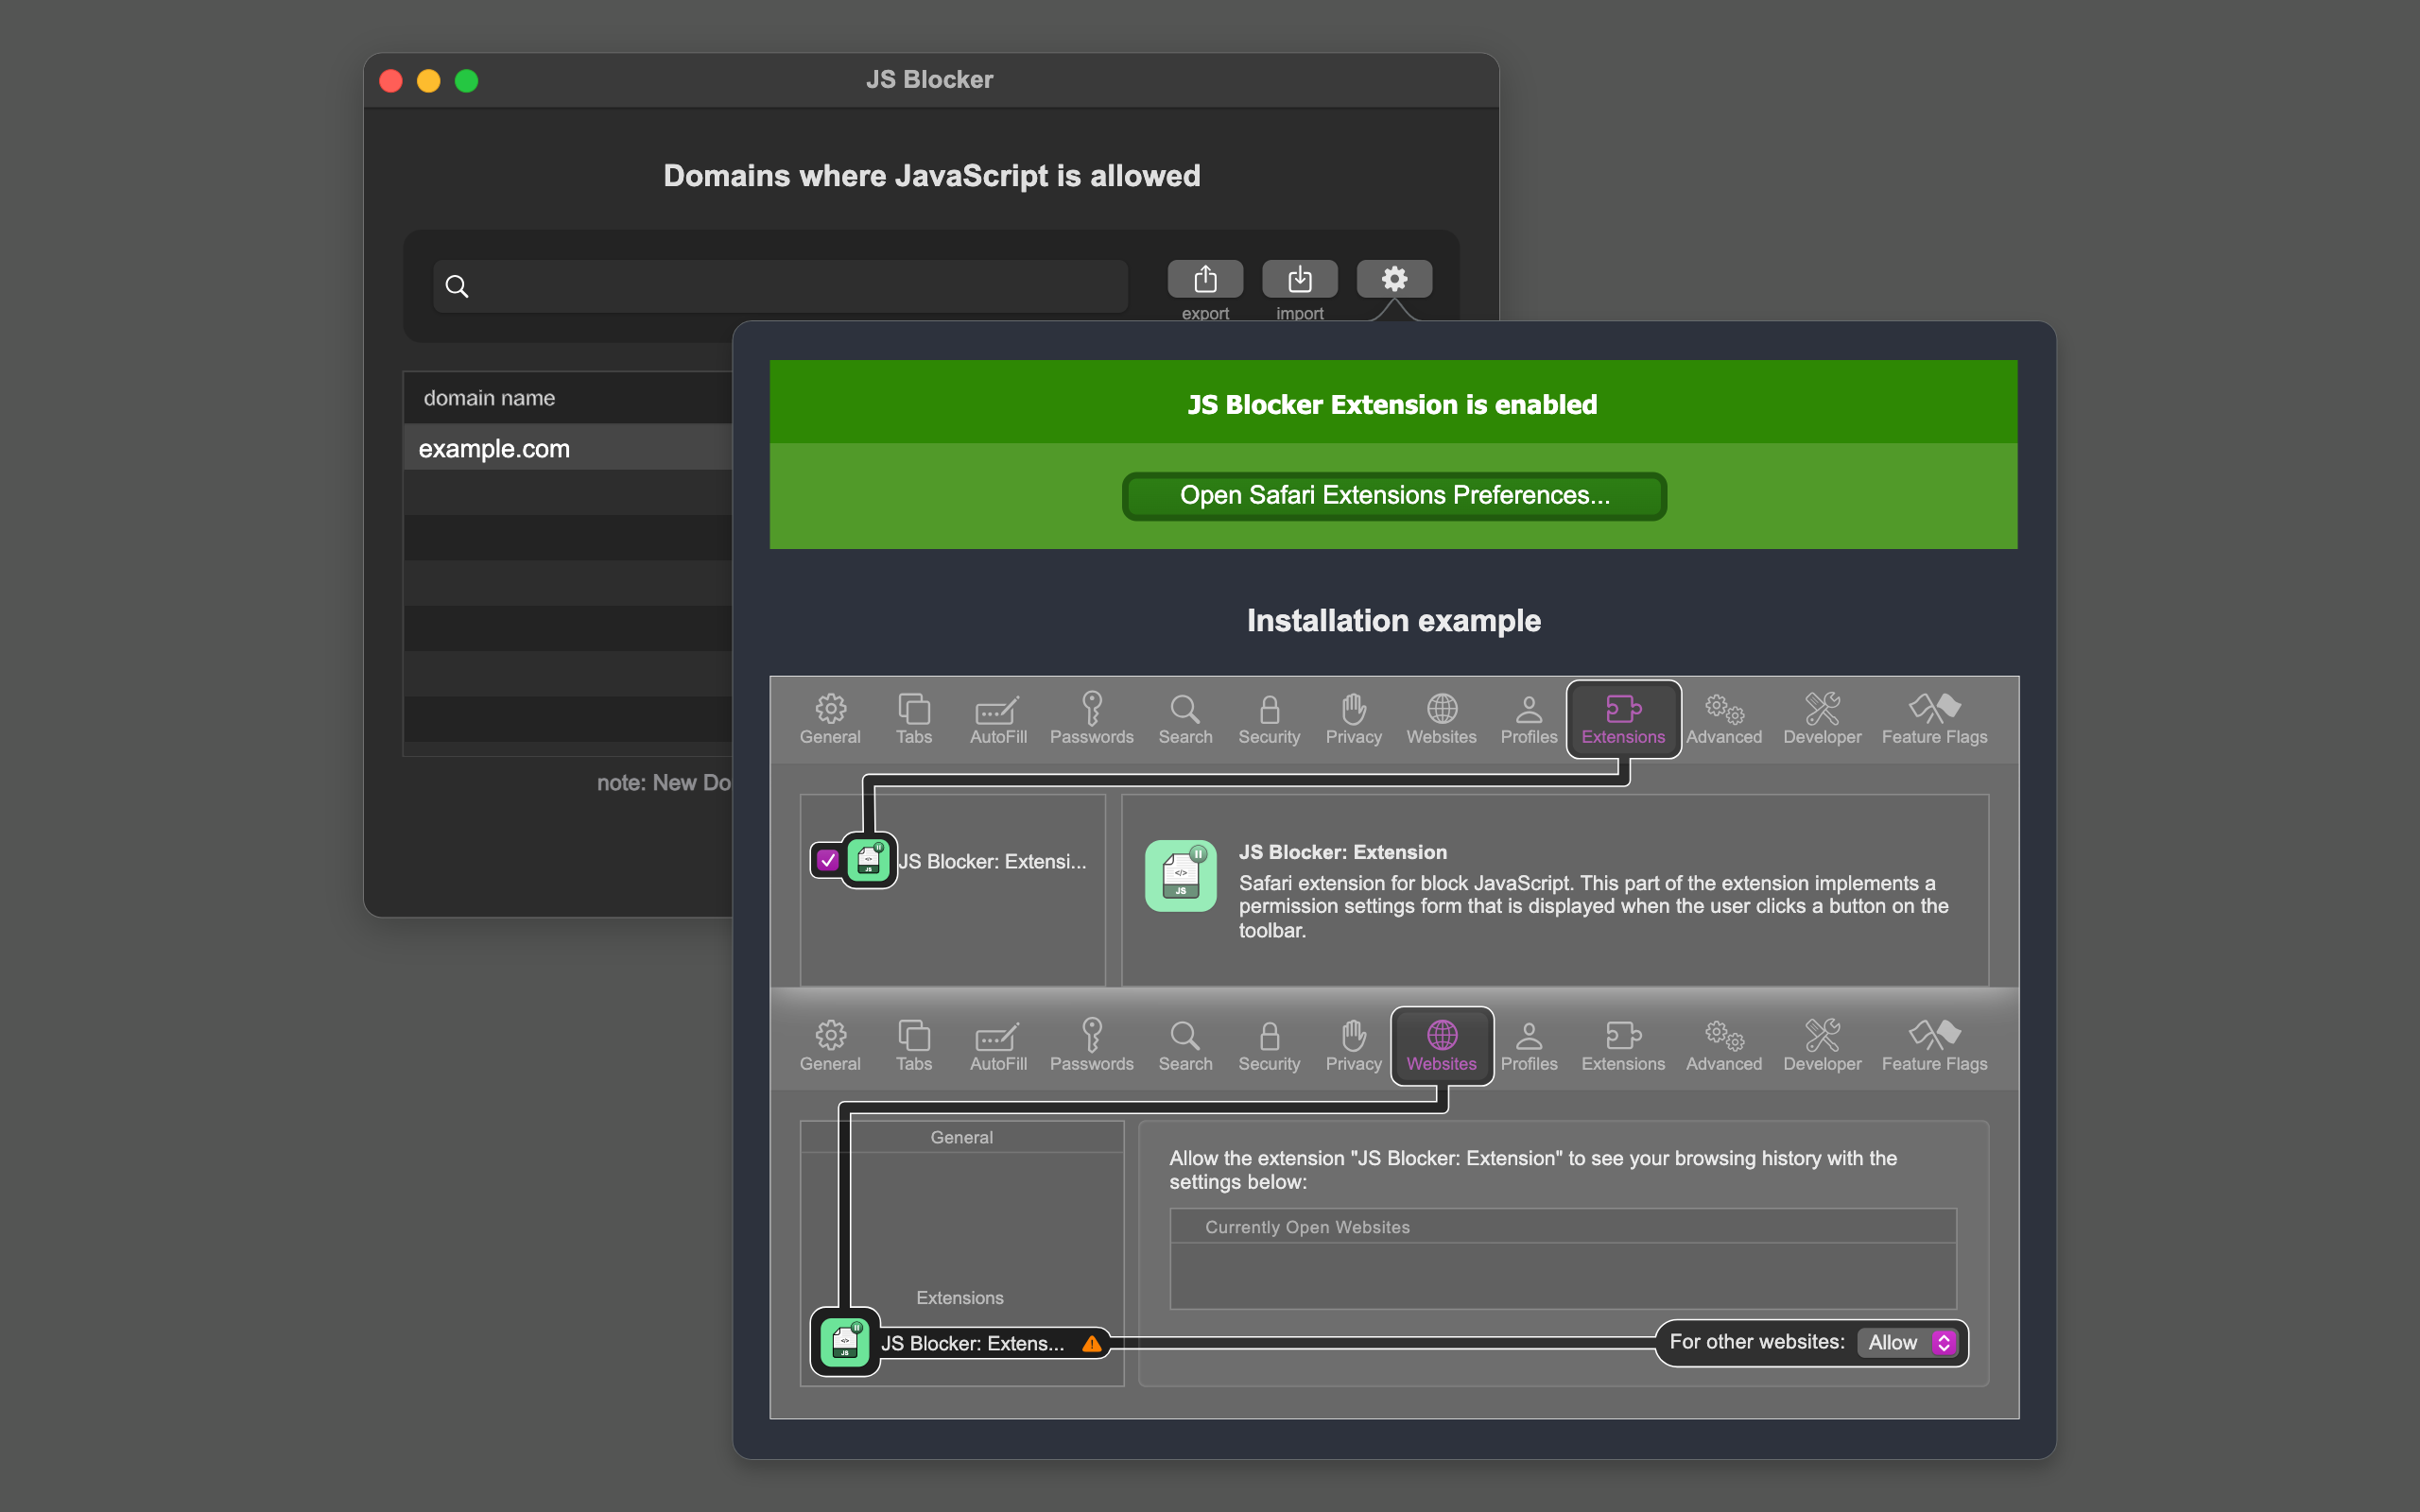 JS Blocker
Domains where JavaScript is allowed
export
import
domain name
example.com
note: New Do
JS Blocker Extension is enabled
Open Safari Extensions Preferences...
Installation example
General
Tabs
AutoFill
Passwords
Search
Security
Privacy
Websites
Profiles
Extensions
Advanced
Developer
Feature Flags
JS Blocker: Extensi...
JS Blocker: Extension
Safari extension for block JavaScript. This part of the extension implements a
permission settings form that is displayed when the user clicks a button on the
toolbar.
General
Tabs
AutoFill
Passwords
Search
Security
Privacy
Websites
Profiles
Extensions
Advanced
Developer
Feature Flags
General
Extensions
JS Blocker: Extens...
Allow the extension "JS Blocker: Extension" to see your browsing history with the
settings below:
Currently Open Websites
For other websites:
Allow